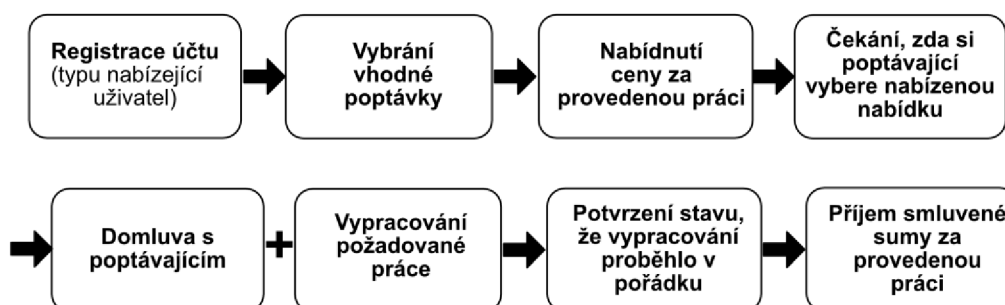 Registrace účtu
(typu nabízející
uživatel)
Vybrání
vhodné
poptávky
Nabídnutí
ceny za
provedenou práci
Čekání, zda si
poptávající
vybere nabízenou
nabídku
Domluva s
poptávajícím
+
Vypracování
požadované
práce
Potvrzení stavu,
že vypracování
proběhlo v
pořádku
Příjem smluvené
sumy za
provedenou
práci